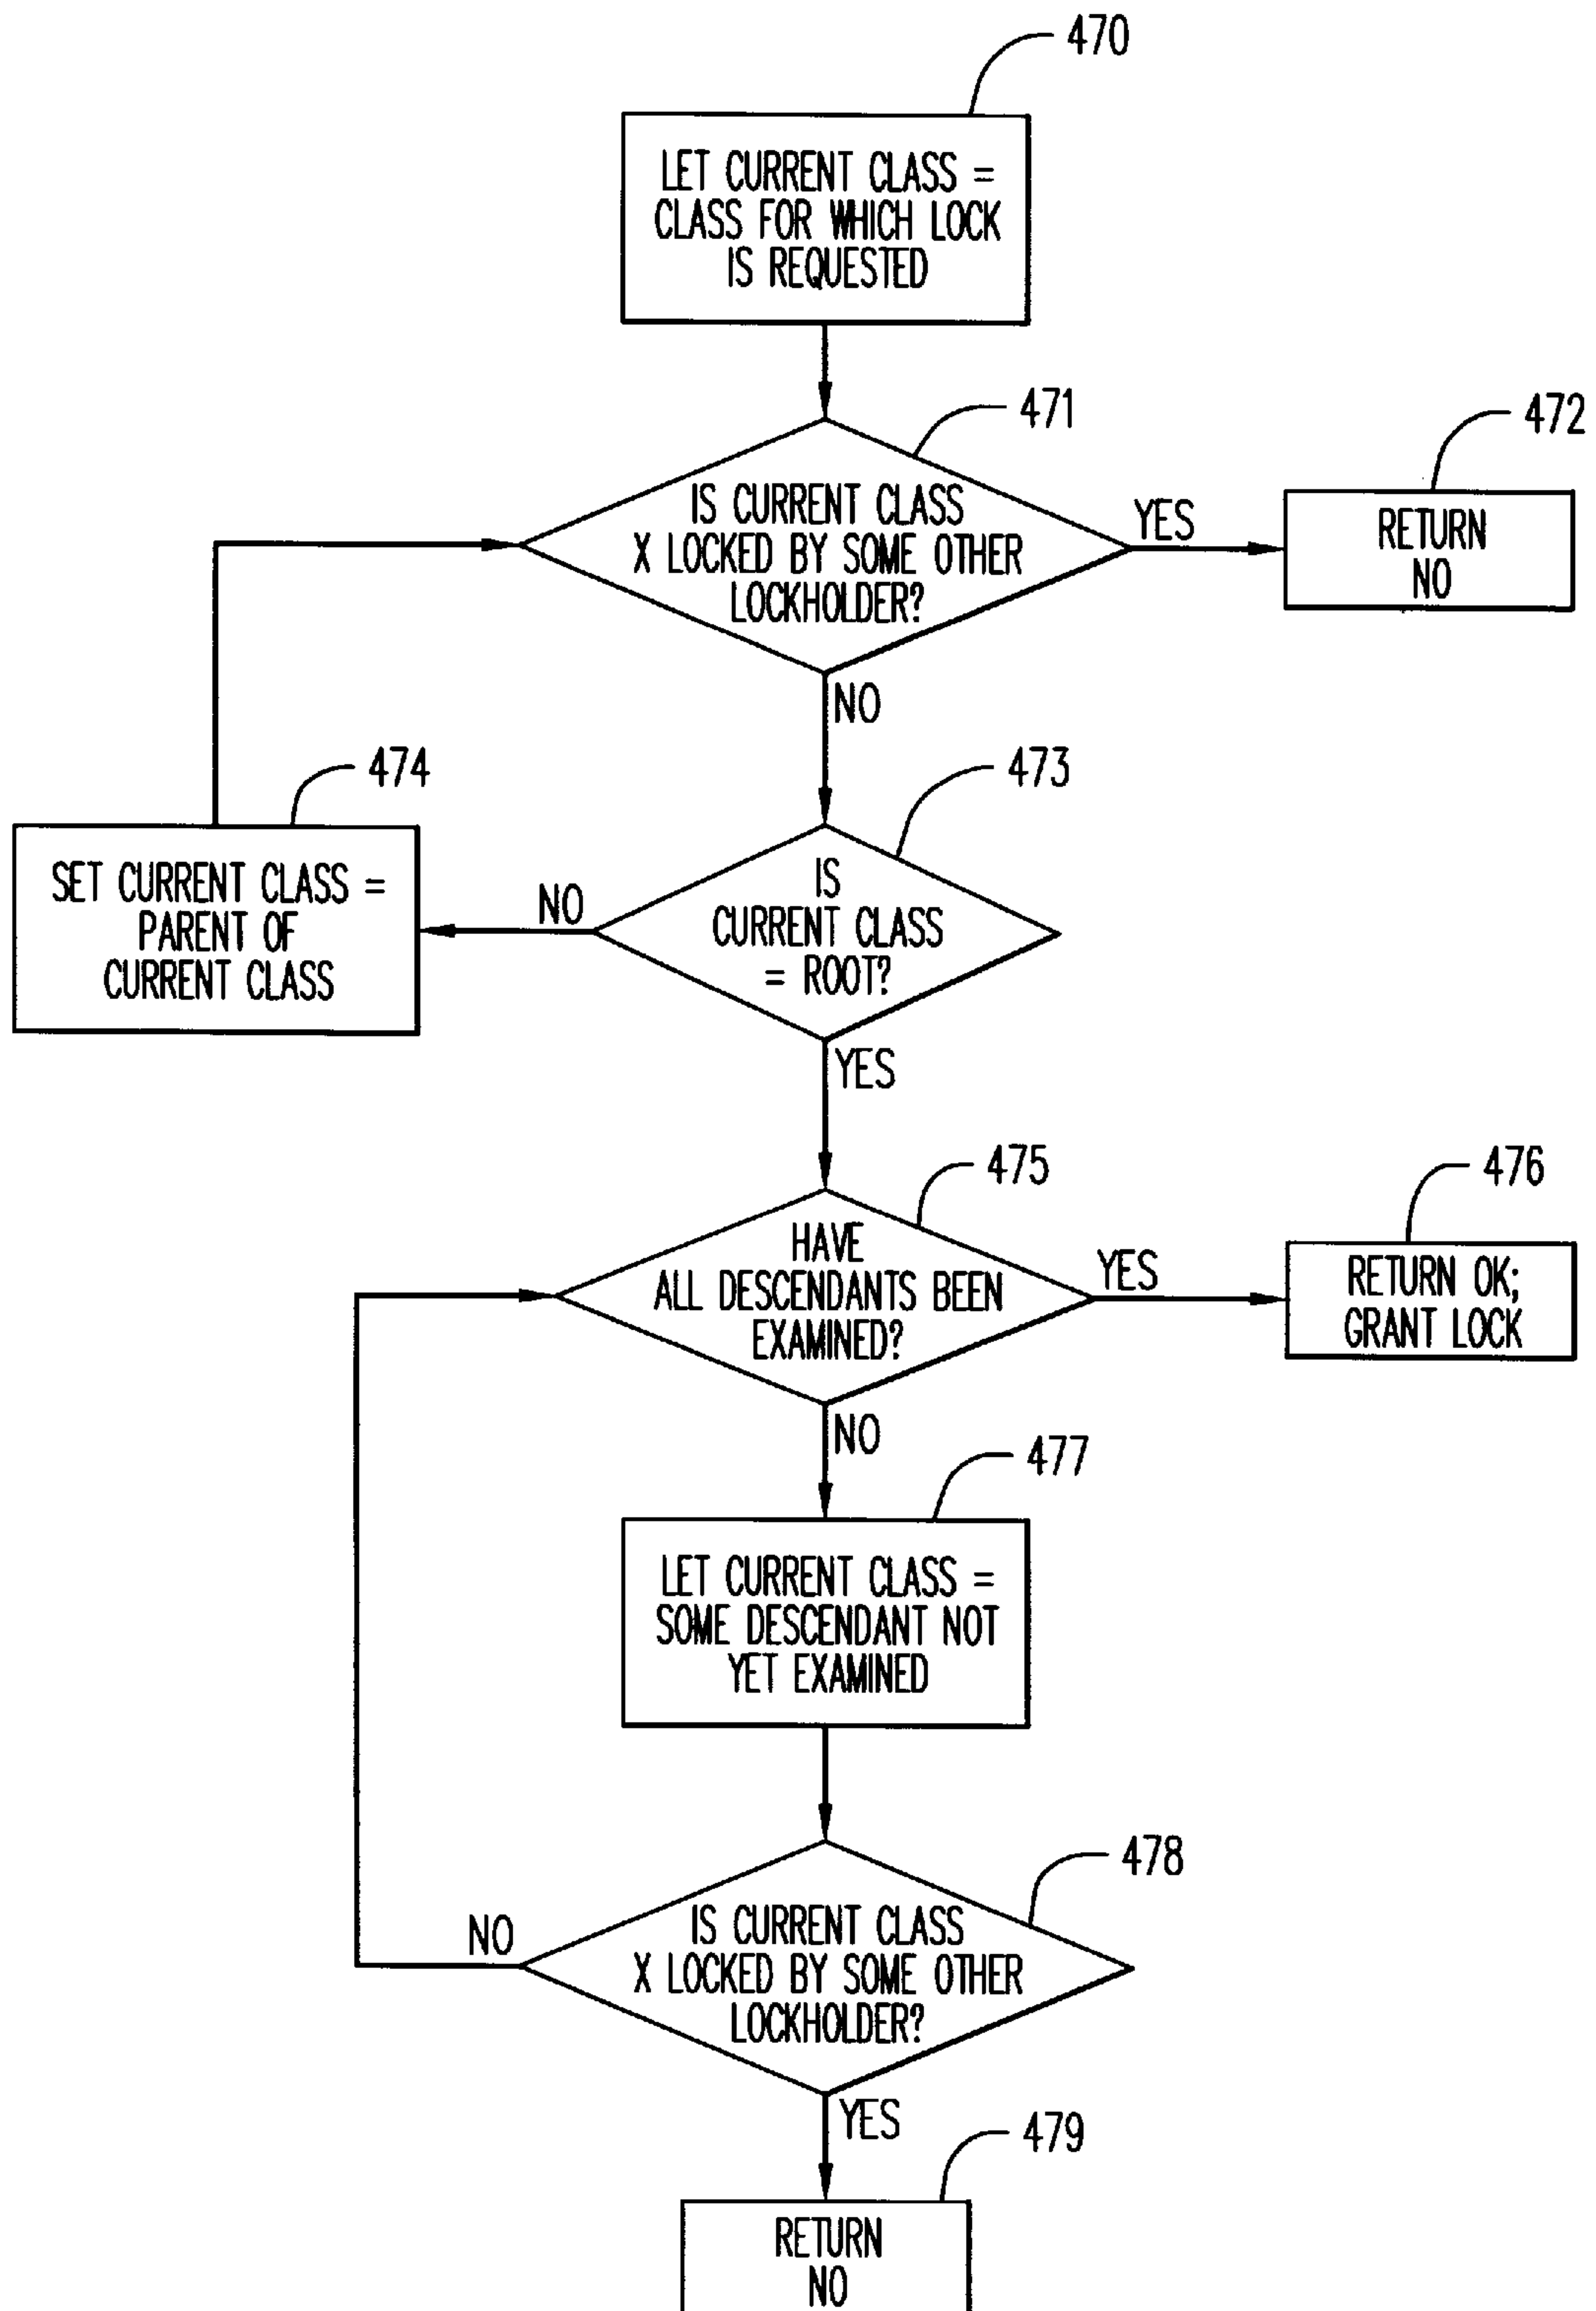 470
LET CURRENT CLASS =
CLASS FOR WHICH LOCK
IS REQUESTED
471
IS CURRENT CLASS
X LOCKED BY SOME OTHER
LOCKHOLDER?
YES
472
RETURN
NO
NO
473
IS
CURRENT CLASS
= ROOT?
NO
474
SET CURRENT CLASS =
PARENT OF
CURRENT CLASS
YES
475
HAVE
ALL DESCENDANTS BEEN
EXAMINED?
YES
476
RETURN OK;
GRANT LOCK
NO
477
LET CURRENT CLASS =
SOME DESCENDANT NOT
YET EXAMINED
478
IS CURRENT CLASS
X LOCKED BY SOME OTHER
LOCKHOLDER?
NO
YES
479
RETURN
NO